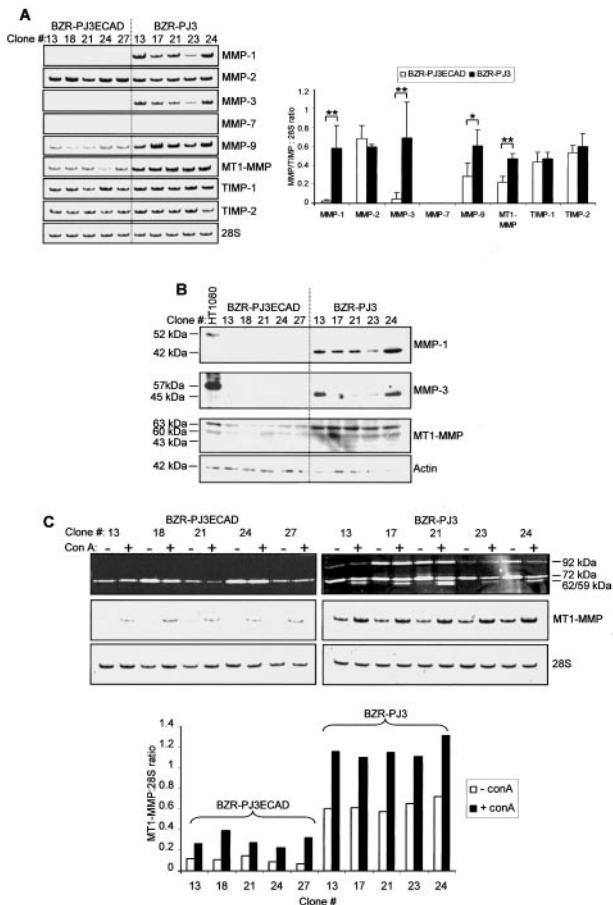 A
BZR-PJ3ECAD BZR-PJ3
Clone #: 13 18 21 24 27 13 17 21 23 24
MMP-1
MMP-2
MMP-3
MMP-7
MMP-9
MT1-MMP
TIMP-1
TIMP-2
28S
BZR-PJ3ECAD BZR-PJ3
MMP/TIMP : 28S ratio
1.2
1
0.8
0.6
0.4
0.2
0
** ** * **
MMP-1 MMP-2 MMP-3 MMP-7 MMP-9 MT1-MMP TIMP-1 TIMP-2
B
HT1080
BZR-PJ3ECAD BZR-PJ3
Clone #: 13 18 21 24 27 13 17 21 23 24
52 kDa
42 kDa
MMP-1
57kDa
45 kDa
MMP-3
63 kDa
60 kDa
43 kDa
MT1-MMP
42 kDa
Actin
C
BZR-PJ3ECAD BZR-PJ3
Clone #: 13 18 21 24 27 13 17 21 23 24
Con A: - + - + - + - + - + - + - + - + - + - +
92 kDa
72 kDa
62/59 kDa
MT1-MMP
28S
BZR-PJ3
BZR-PJ3ECAD
MT1-MMP:28S ratio
1.4
1.2
1
0.8
0.6
0.4
0.2
0
- conA
+ conA
13 18 21 24 27 13 17 21 23 24
Clone #